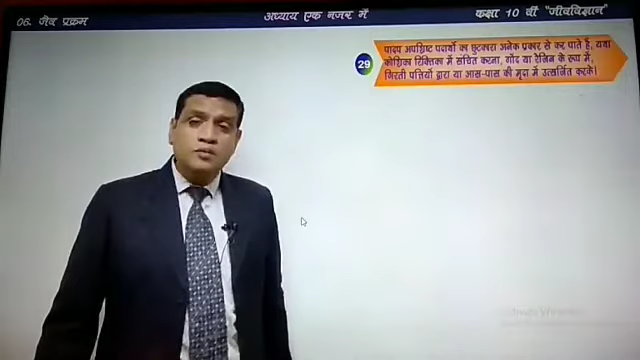 06. जैव प्रक्रम
अध्याय एक नजर में
कक्षा 10 वीं "जीवविज्ञान"
29
पादप अपशिष्ट पदार्थों का छुटकारा अनेक प्रकार से कर पाते है, यथा
कोशिका रिक्तिका में संचित करना, गोंद या रेजिन के रूप में,
गिरती पत्तियों द्वारा या आस-पास की मृदा में उत्सर्जित करके।